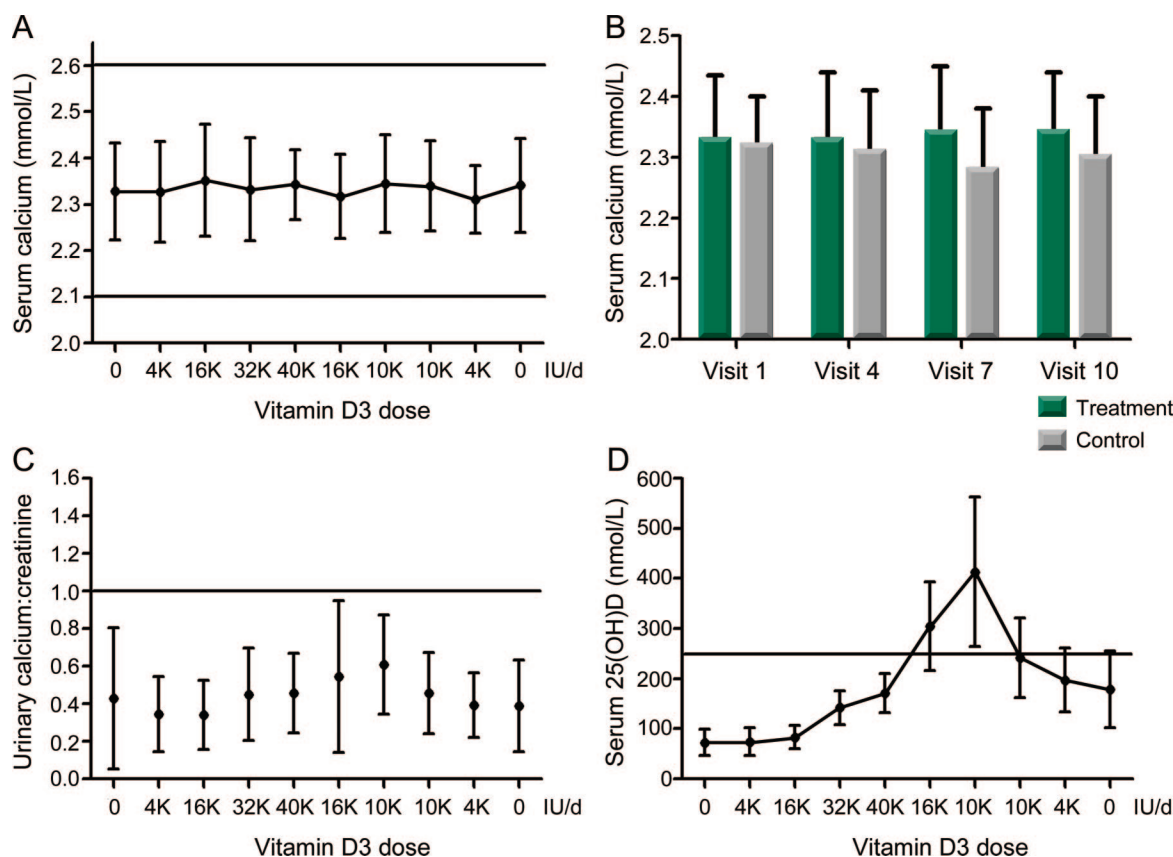 A
Serum calcium (mmol/L)
2.6
2.5
2.4
2.3
2.2
2.1
2.0
0 4K 16K 32K 40K 16K 10K 10K 4K 0 IU/d
Vitamin D3 dose
B
Serum calcium (mmol/L)
2.5
2.4
2.3
2.2
2.1
2.0
Visit 1 Visit 4 Visit 7 Visit 10
Treatment
Control
C
Urinary calcium:creatinine
1.6
1.4
1.2
1.0
0.8
0.6
0.4
0.2
0.0
0 4K 16K 32K 40K 16K 10K 10K 4K 0 IU/d
Vitamin D3 dose
D
Serum 25(OH)D (nmol/L)
600
500
400
300
200
100
0
0 4K 16K 32K 40K 16K 10K 10K 4K 0 IU/d
Vitamin D3 dose